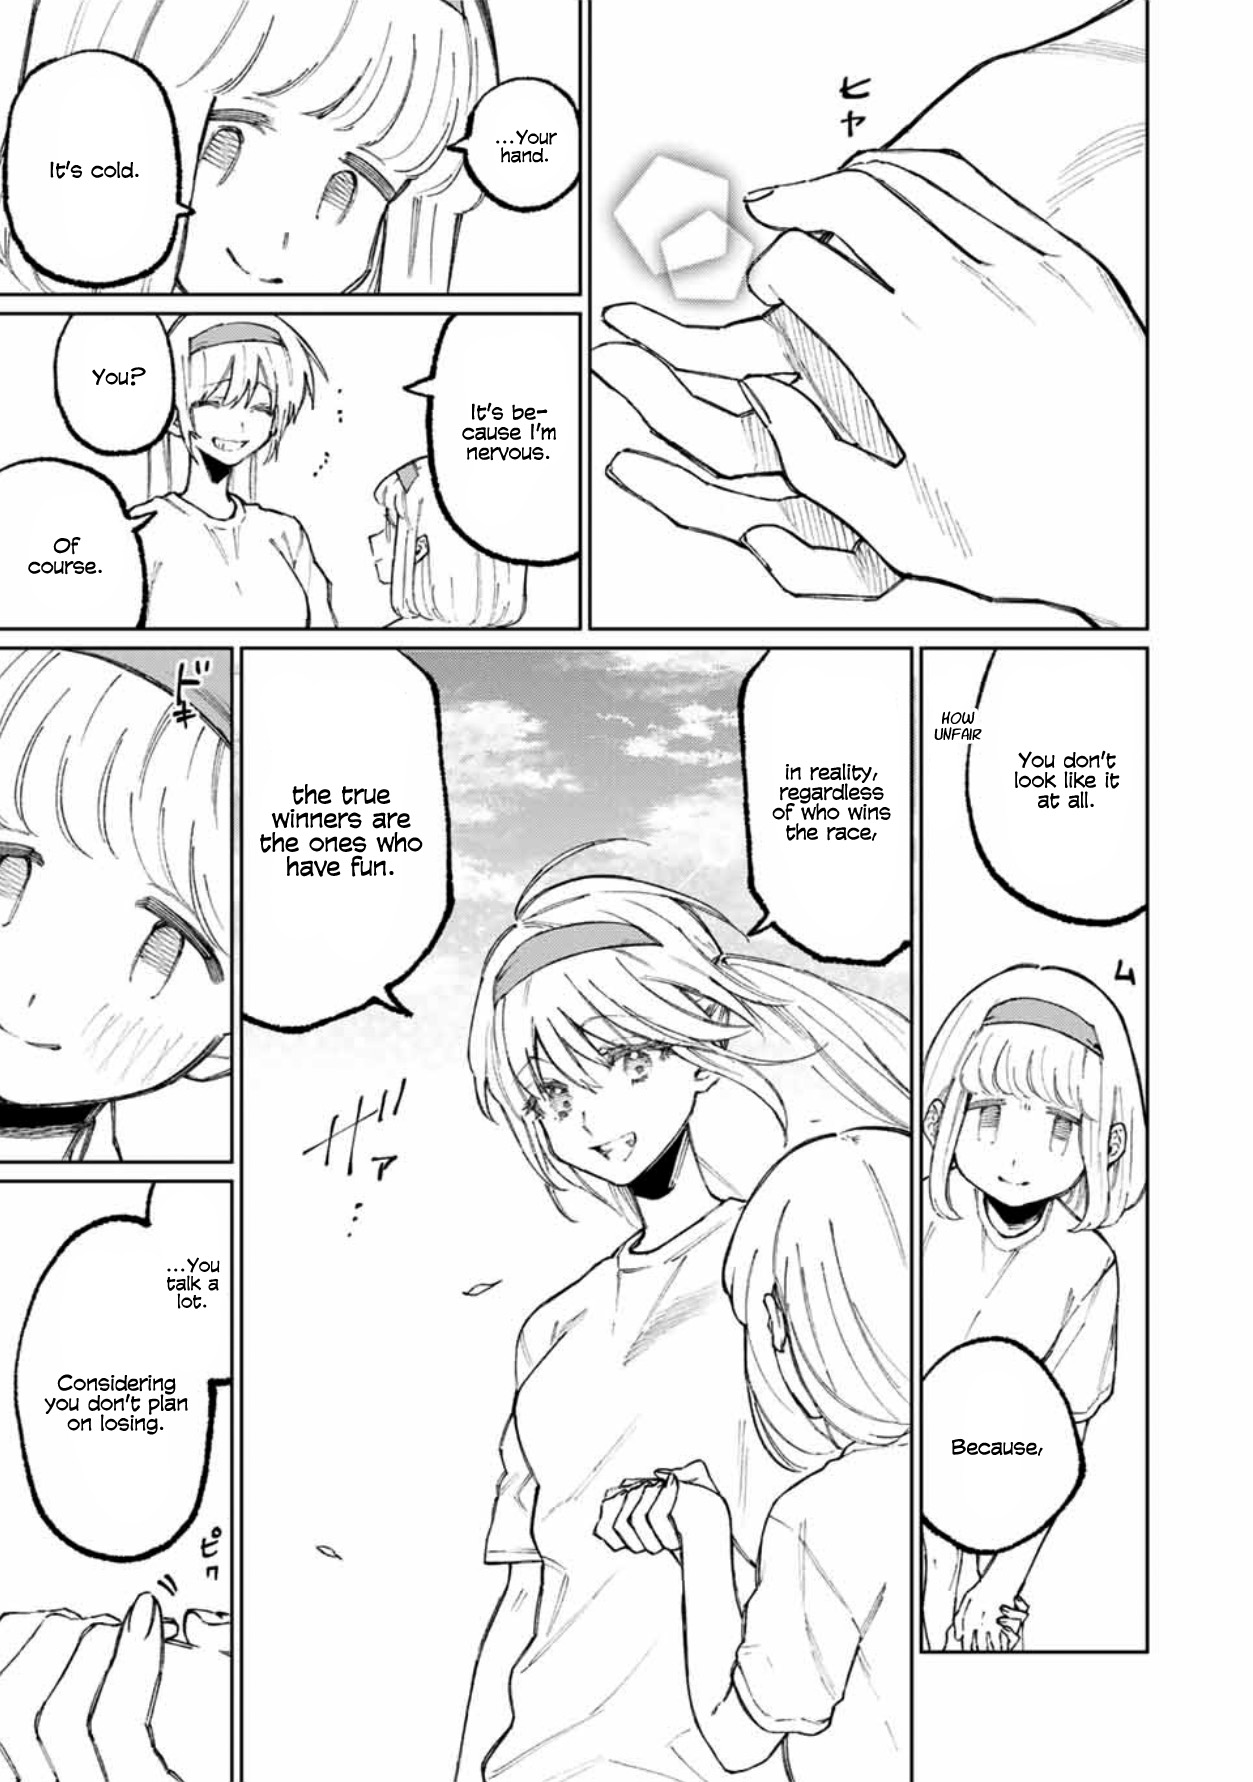 ヒヤ
…Your
hand.
It's cold.
It's be-
cause I'm
nervous.
You?
Of
course.
You don't
look like it
at all.
HOW
UNFAIR
ム
Because,
in reality,
regardless
of who wins
the race,
the true
winners are
the ones who
have fun.
ザァ
…
ドキ
…You
talk a
lot.
Considering
you don't plan
on losing.
ピク